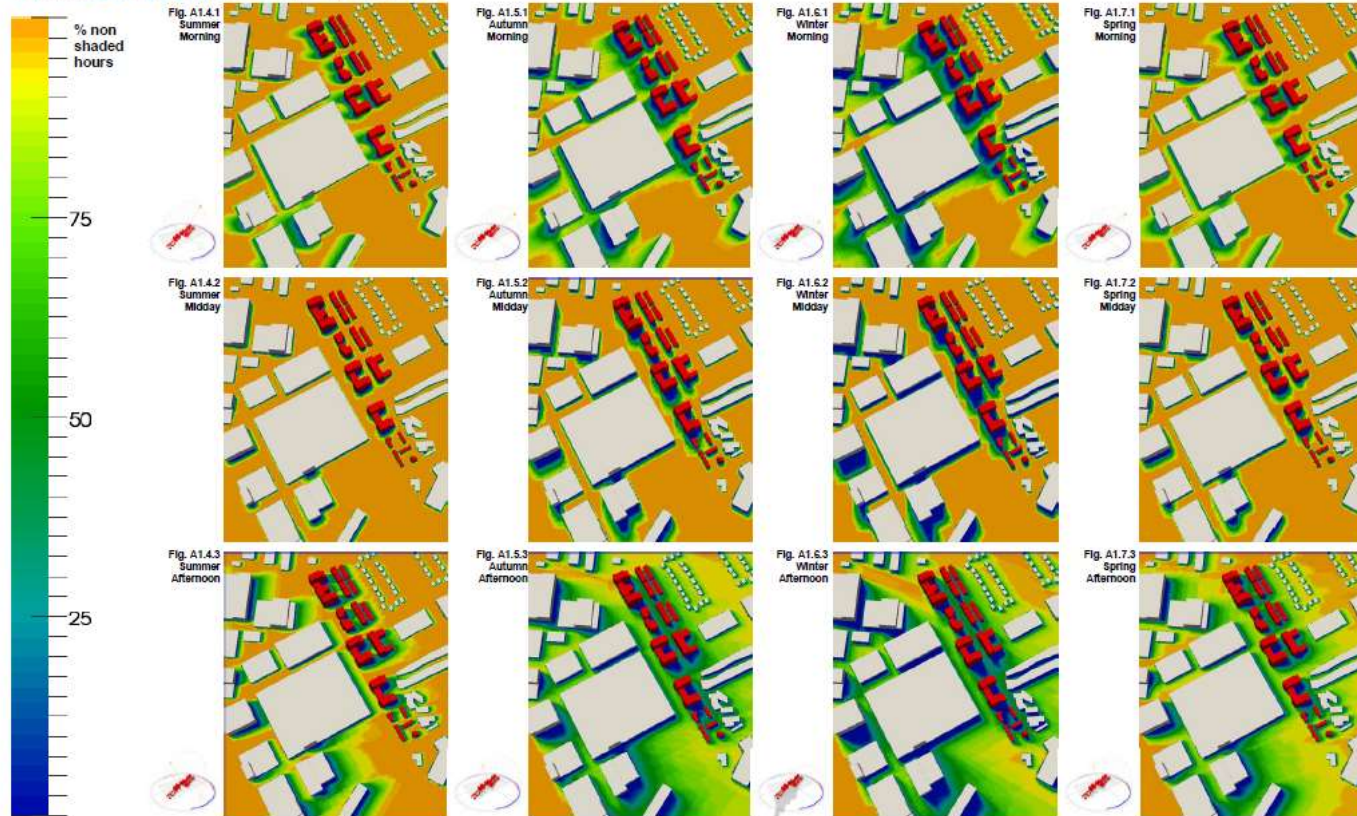 % non
shaded
hours
75
50
25
Fig. A1.4.1
Summer
Morning
Fig. A1.5.1
Autumn
Morning
Fig. A1.6.1
Winter
Morning
Fig. A1.7.1
Spring
Morning
Fig. A1.4.2
Summer
Midday
Fig. A1.5.2
Autumn
Midday
Fig. A1.6.2
Winter
Midday
Fig. A1.7.2
Spring
Midday
Fig. A1.4.3
Summer
Afternoon
Fig. A1.5.3
Autumn
Afternoon
Fig. A1.6.3
Winter
Afternoon
Fig. A1.7.3
Spring
Afternoon